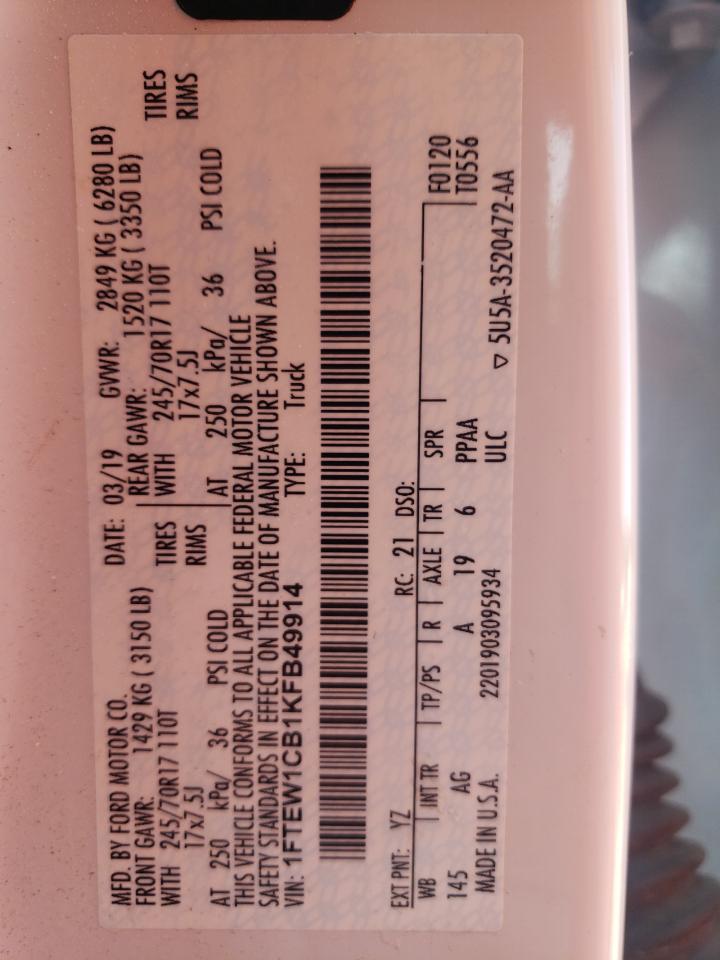 MFD. BY FORD MOTOR CO.
DATE: 03/19 GVWR: 2849 KG ( 6280 LB)
FRONT GAWR: 1429 KG ( 3150 LB)
REAR GAWR: 1520 KG ( 3350 LB)
WITH 245/70R17 110T TIRES
WITH 245/70R17 110T TIRES
17x7.5J RIMS
17x7.5J RIMS
AT 250 kPa/ 36 PSI COLD
AT 250 kPa/ 36 PSI COLD
THIS VEHICLE CONFORMS TO ALL APPLICABLE FEDERAL MOTOR VEHICLE
SAFETY STANDARDS IN EFFECT ON THE DATE OF MANUFACTURE SHOWN ABOVE.
VIN: 1FTEW1CB1KFB49914 TYPE: Truck
EXT PNT: YZ RC: 21 DSO:
WB INT TR TP/PS R AXLE TR SPR F0120
145 AG A 19 6 PPAA T0556
MADE IN U.S.A. 2201903095934 ULC
▽ 5U5A-3520472-AA